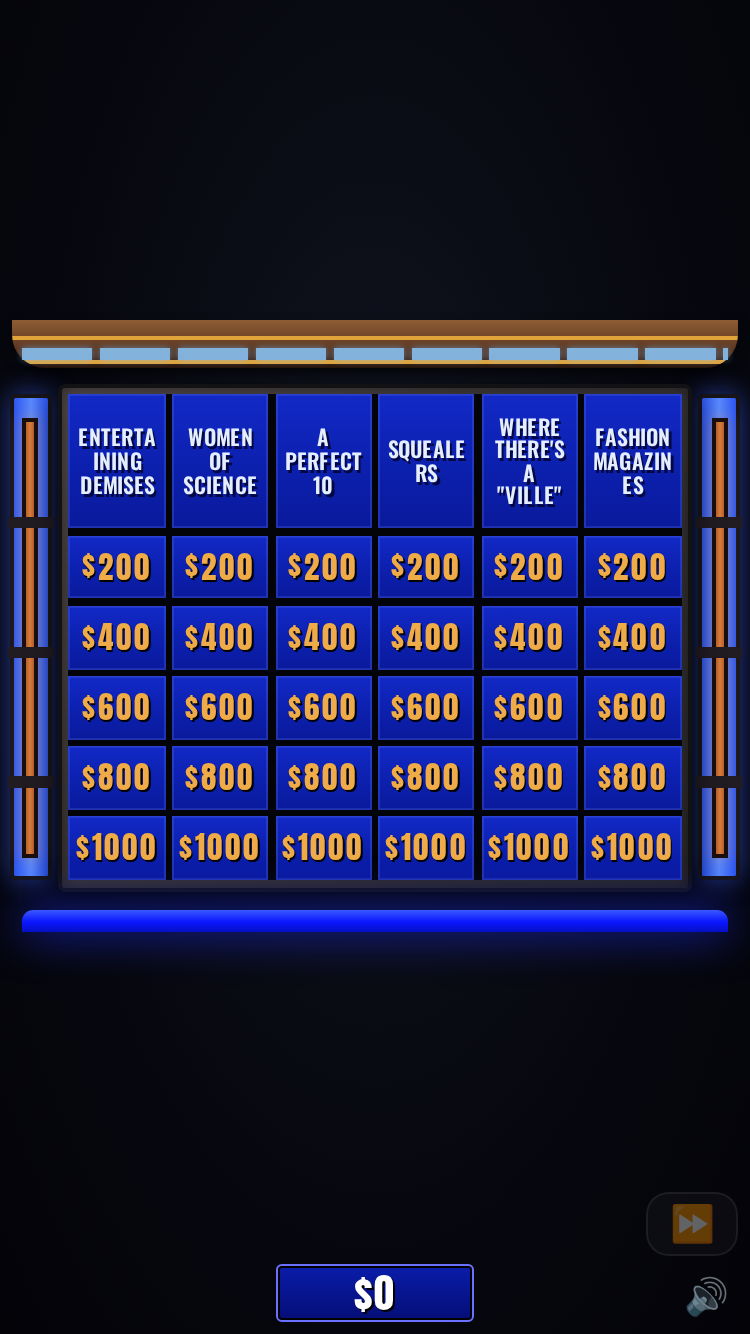 ENTERTA
INING
DEMISES
WOMEN
OF
SCIENCE
A
PERFECT
10
SQUEALE
RS
WHERE
THERE'S
A
"VILLE"
FASHION
MAGAZIN
ES
$200 $200 $200 $200 $200 $200
$400 $400 $400 $400 $400 $400
$600 $600 $600 $600 $600 $600
$800 $800 $800 $800 $800 $800
$1000 $1000 $1000 $1000 $1000 $1000
$0